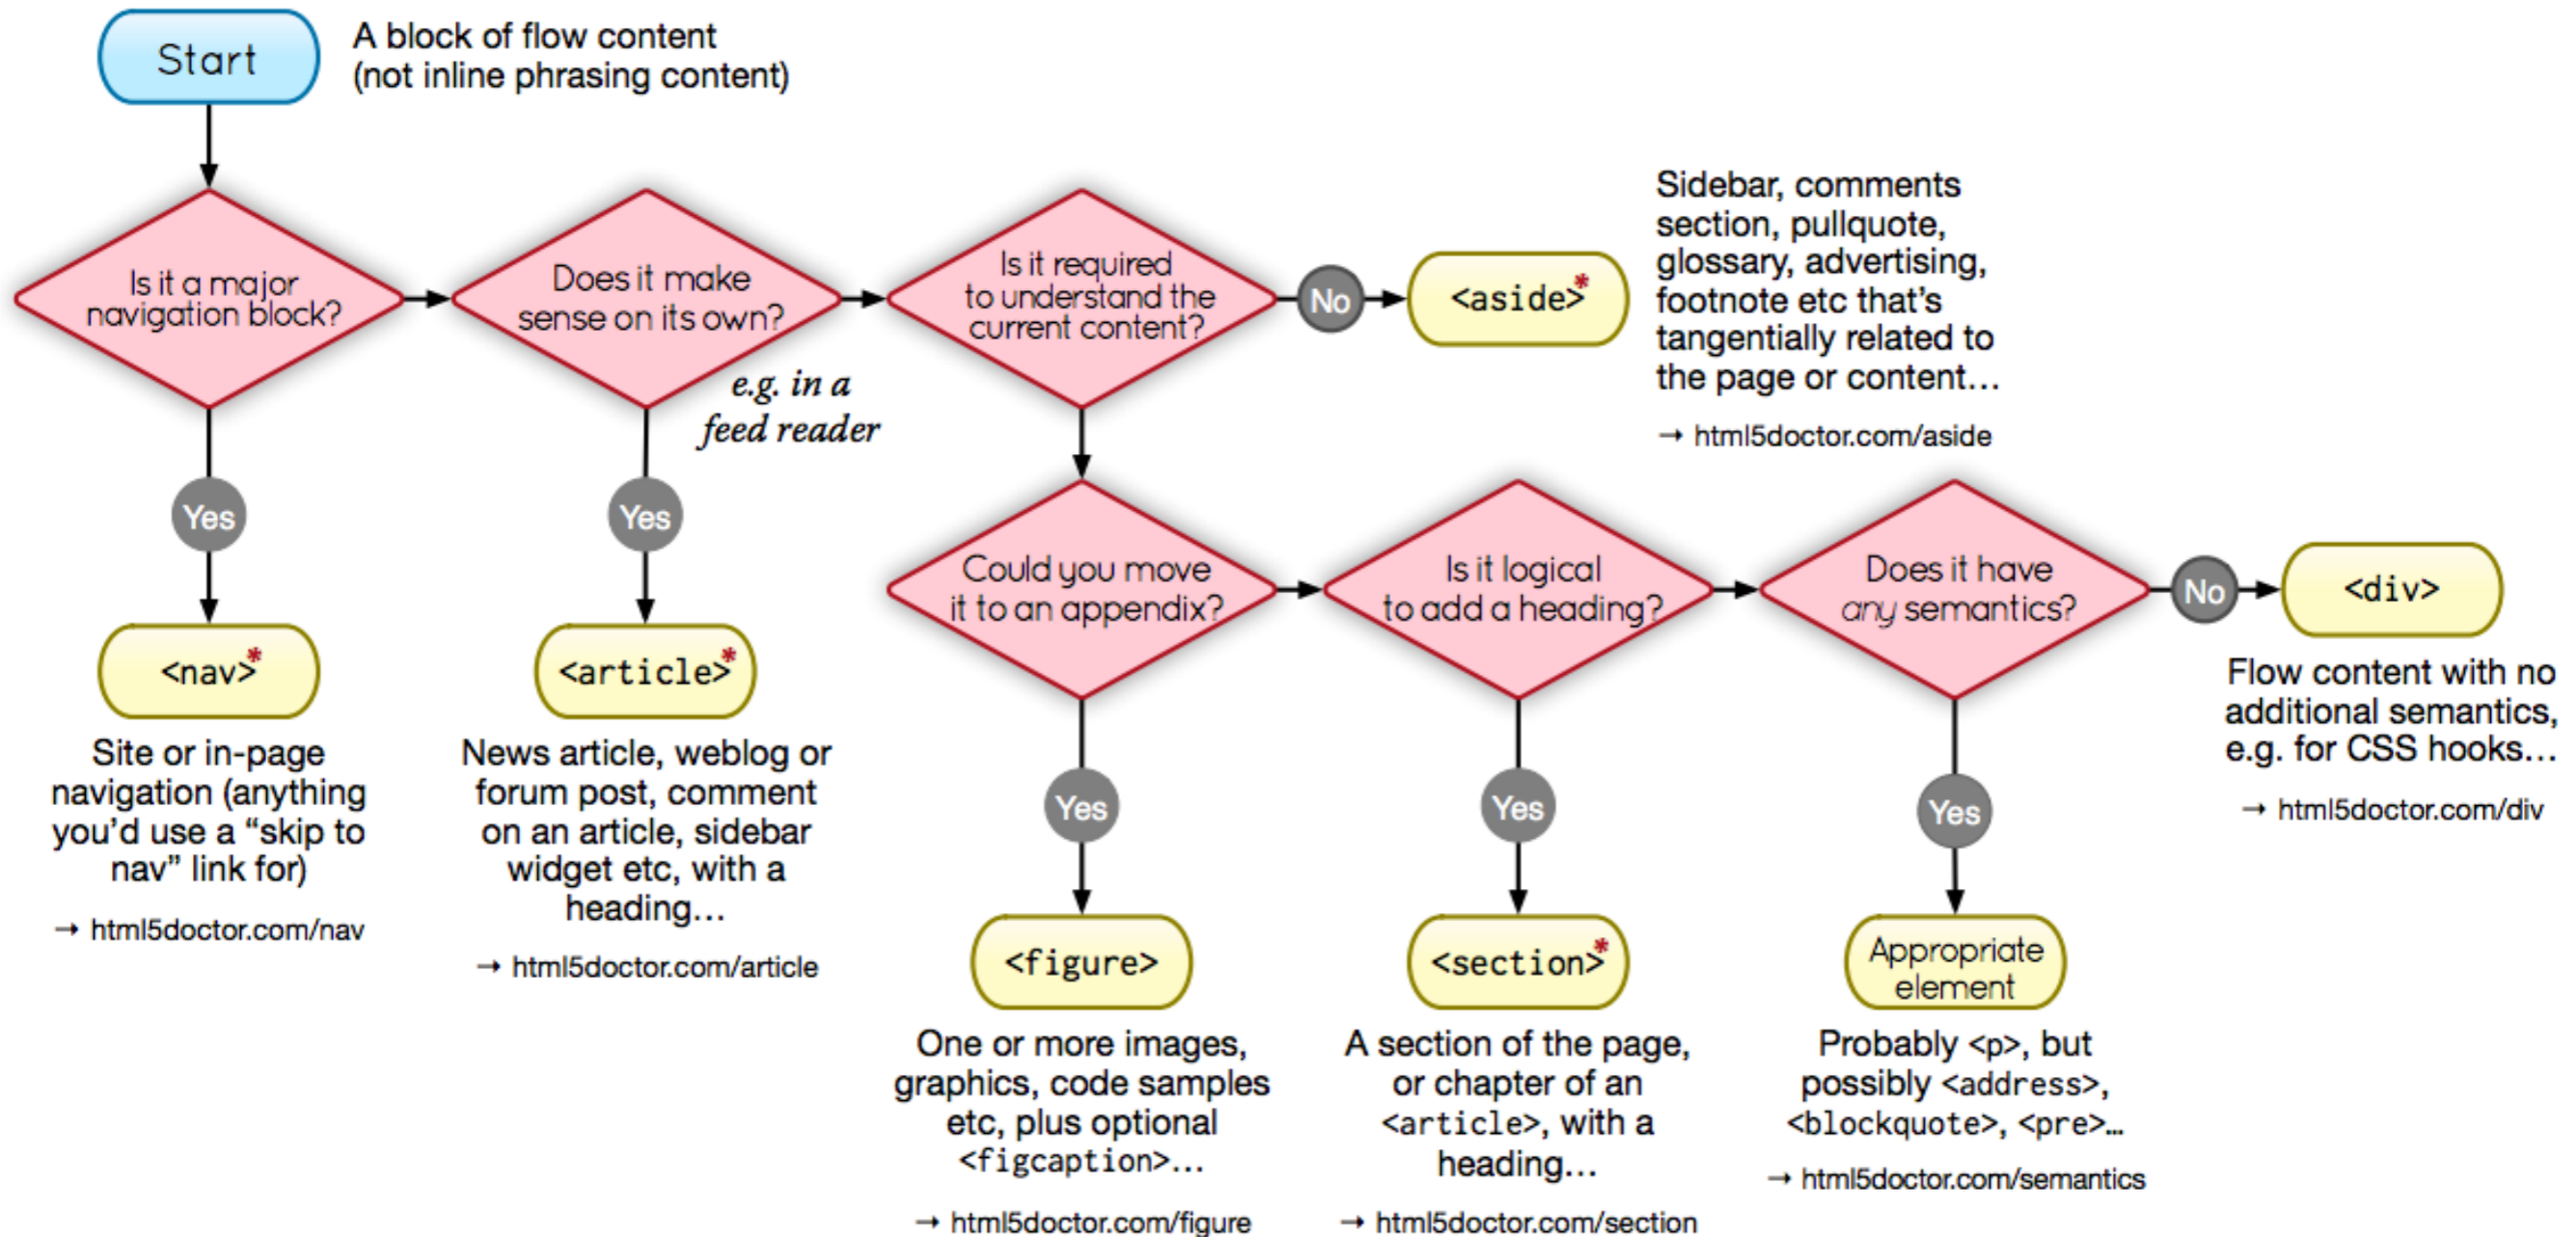 Start
A block of flow content
(not inline phrasing content)
Is it a major
navigation block?
Does it make
sense on its own?
e.g. in a
feed reader
Is it required
to understand the
current content?
No
<aside>*
Sidebar, comments
section, pullquote,
glossary, advertising,
footnote etc that’s
tangentially related to
the page or content…
→ html5doctor.com/aside
Yes
<nav>*
Site or in-page
navigation (anything
you’d use a “skip to
nav” link for)
→ html5doctor.com/nav
Yes
<article>*
News article, weblog or
forum post, comment
on an article, sidebar
widget etc, with a
heading…
→ html5doctor.com/article
Could you move
it to an appendix?
Yes
<figure>
One or more images,
graphics, code samples
etc, plus optional
<figcaption>…
→ html5doctor.com/figure
Is it logical
to add a heading?
Yes
<section>*
A section of the page,
or chapter of an
<article>, with a
heading…
→ html5doctor.com/section
Does it have
any semantics?
Yes
Appropriate
element
Probably <p>, but
possibly <address>,
<blockquote>, <pre>…
→ html5doctor.com/semantics
No
<div>
Flow content with no
additional semantics,
e.g. for CSS hooks…
→ html5doctor.com/div